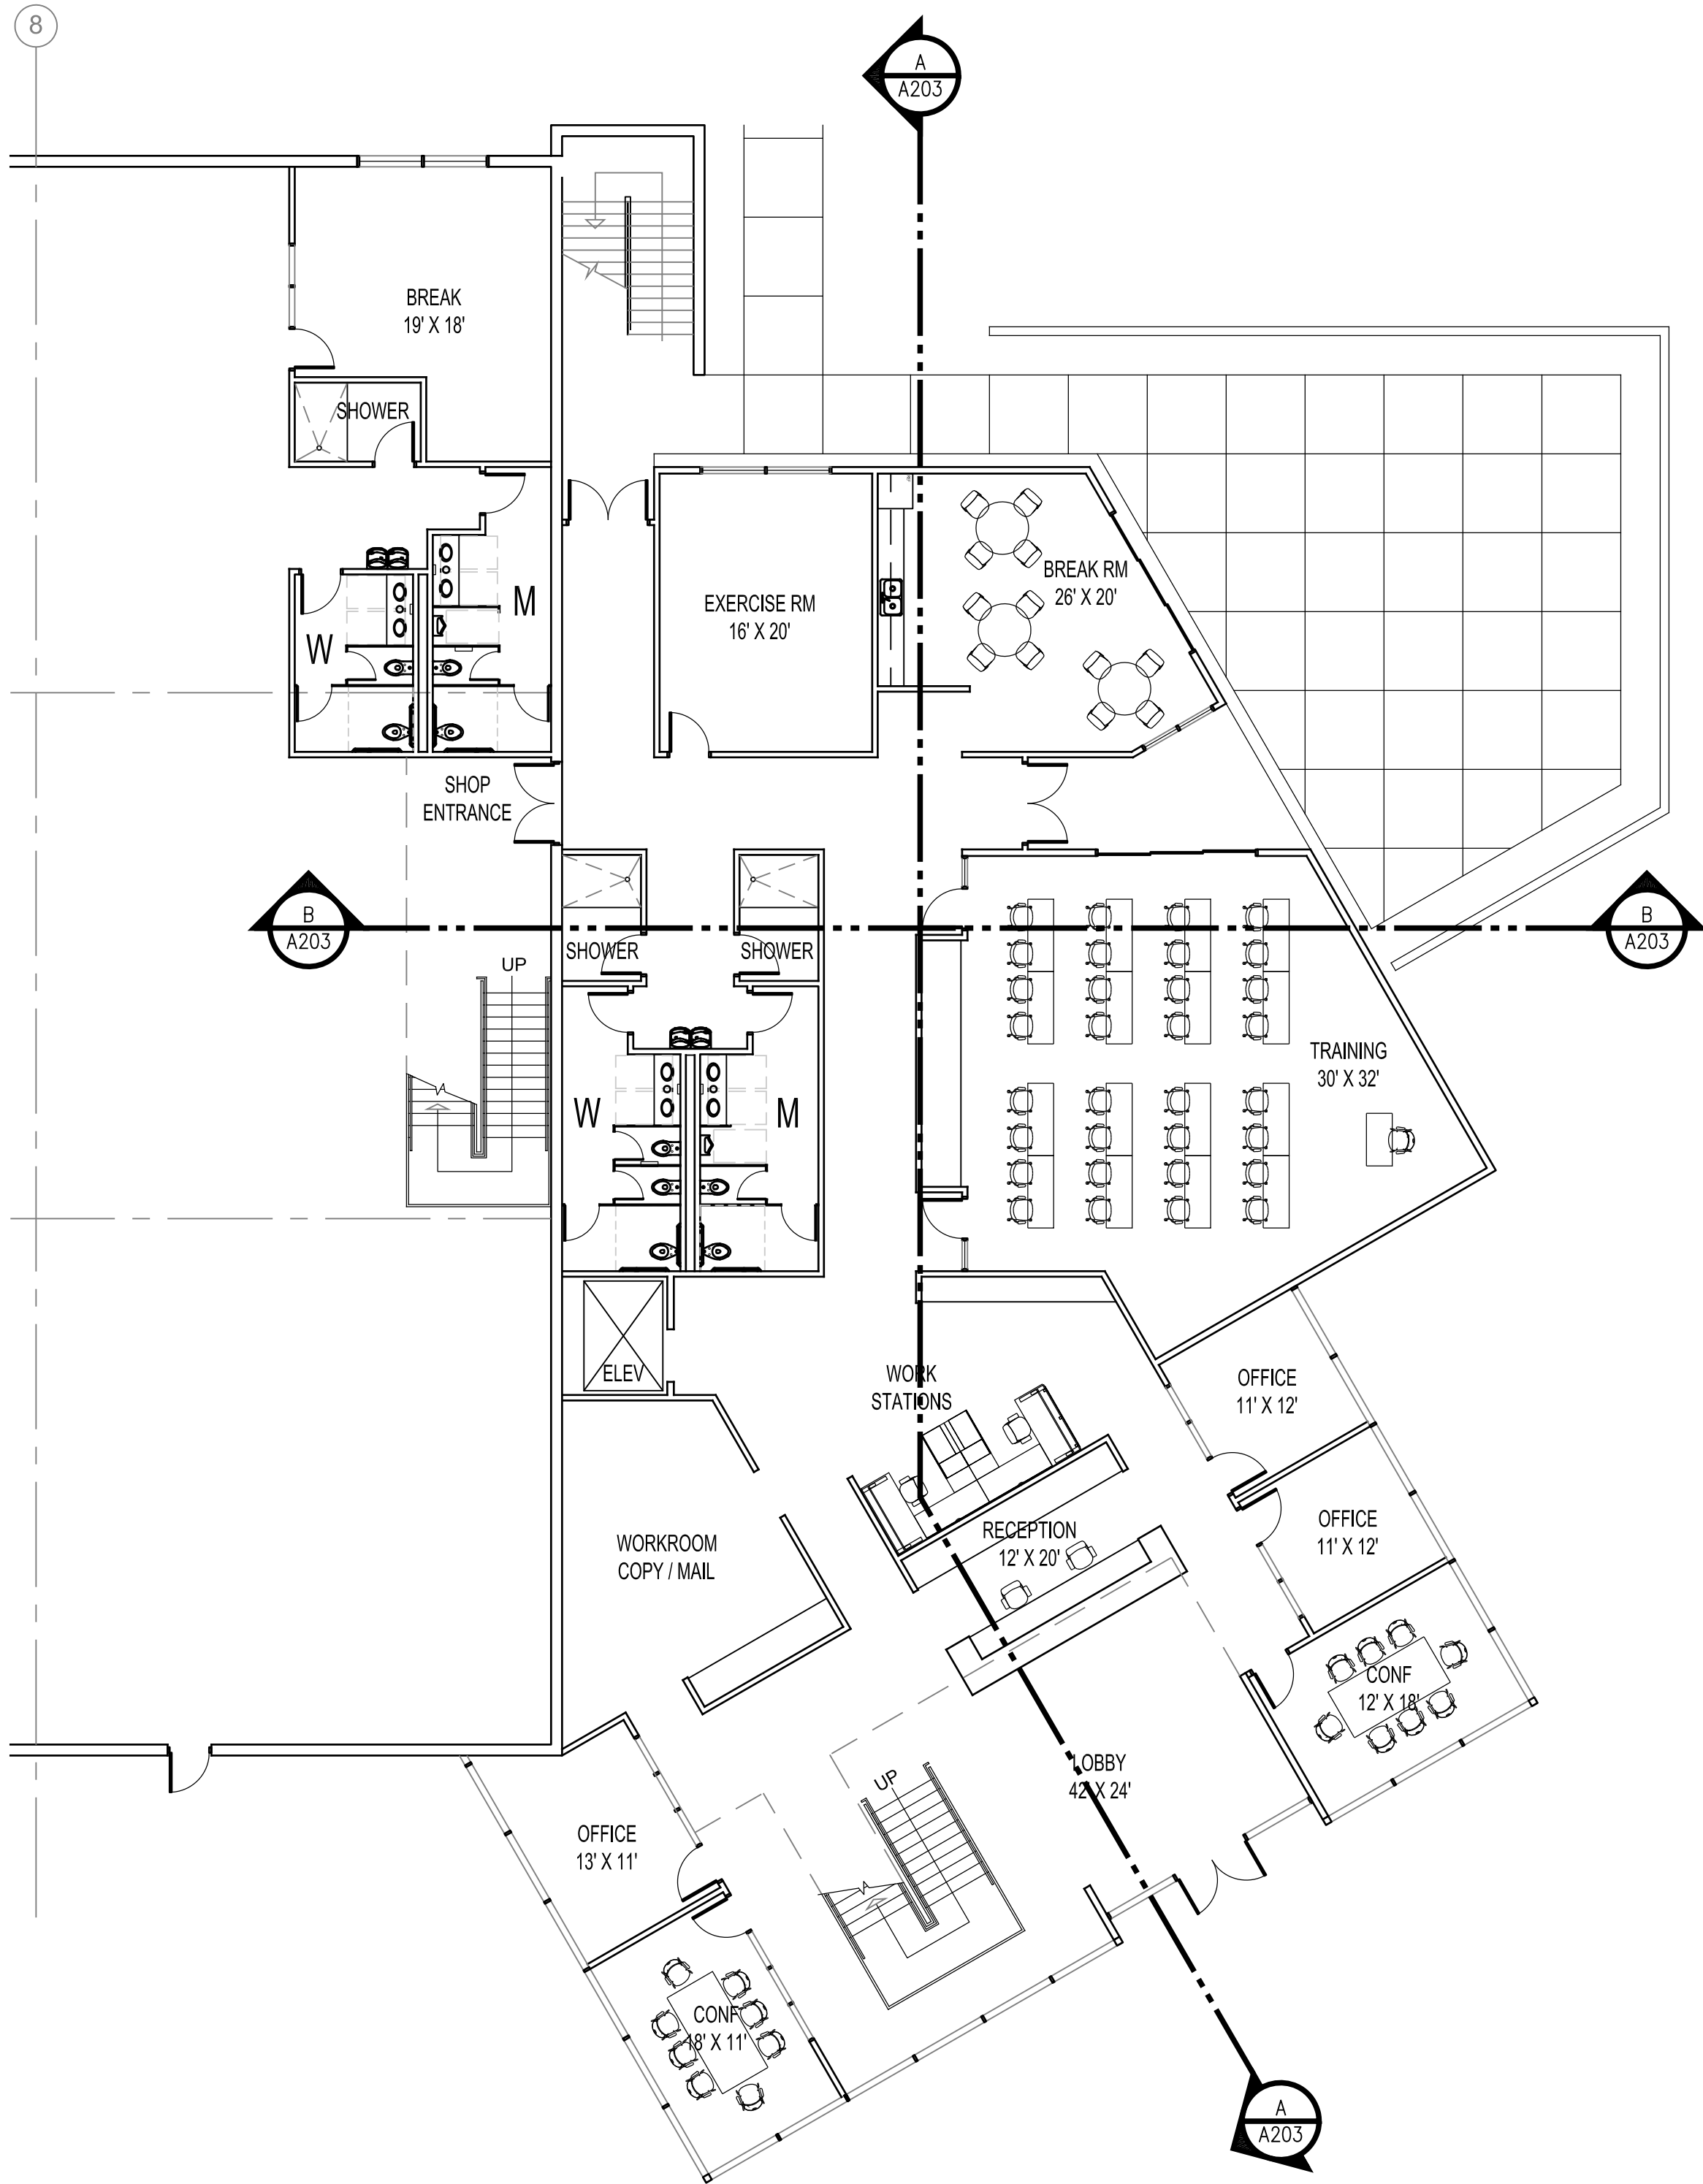 8
A
A203
BREAK
19' X 18'
SHOWER
BREAK RM
26' X 20'
EXERCISE RM
16' X 20'
M
W
SHOP
ENTRANCE
B
A203
B
A203
SHOWER
SHOWER
UP
TRAINING
30' X 32'
W
M
ELEV
WORK
STATIONS
OFFICE
11' X 12'
OFFICE
11' X 12'
RECEPTION
12' X 20'
WORKROOM
COPY / MAIL
CONF
12' X 18'
LOBBY
42' X 24'
UP
OFFICE
13' X 11'
CONF
18' X 11'
A
A203